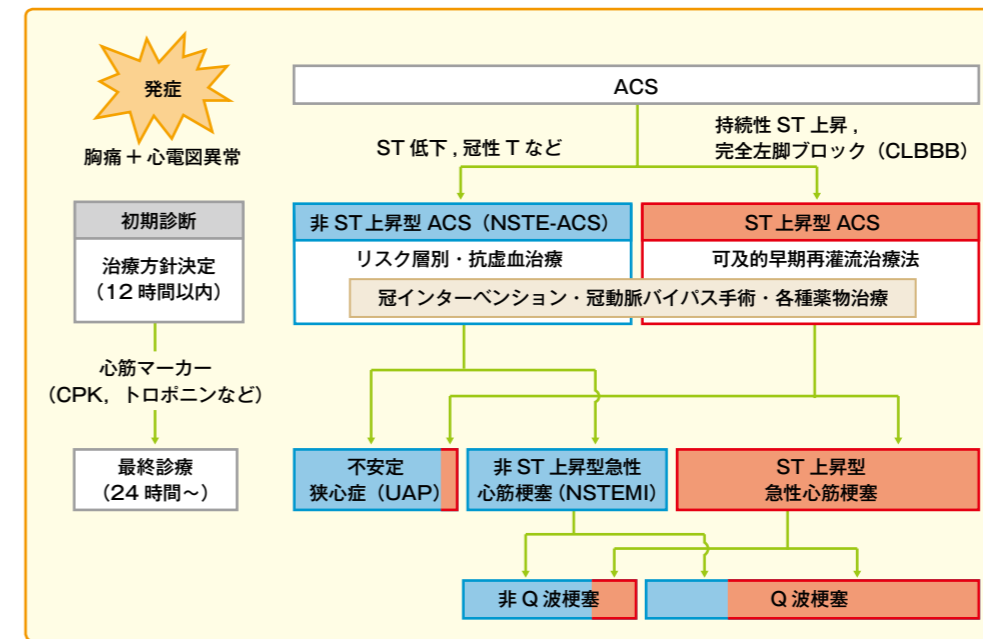 発症
胸痛＋心電図異常
ACS
ST 低下 , 冠性 T など
持続性 ST 上昇 ,
完全左脚ブロック（CLBBB）
初期診断
治療方針決定
（12 時間以内）
非 ST 上昇型 ACS（NSTE-ACS）
リスク層別・抗虚血治療
ST 上昇型 ACS
可及的早期再灌流治療法
冠インターベンション・冠動脈バイパス手術・各種薬物治療
心筋マーカー
（CPK，トロポニンなど）
最終診療
（24 時間～）
不安定
狭心症（UAP）
非 ST 上昇型急性
心筋梗塞（NSTEMI）
ST 上昇型
急性心筋梗塞
非 Q 波梗塞
Q 波梗塞